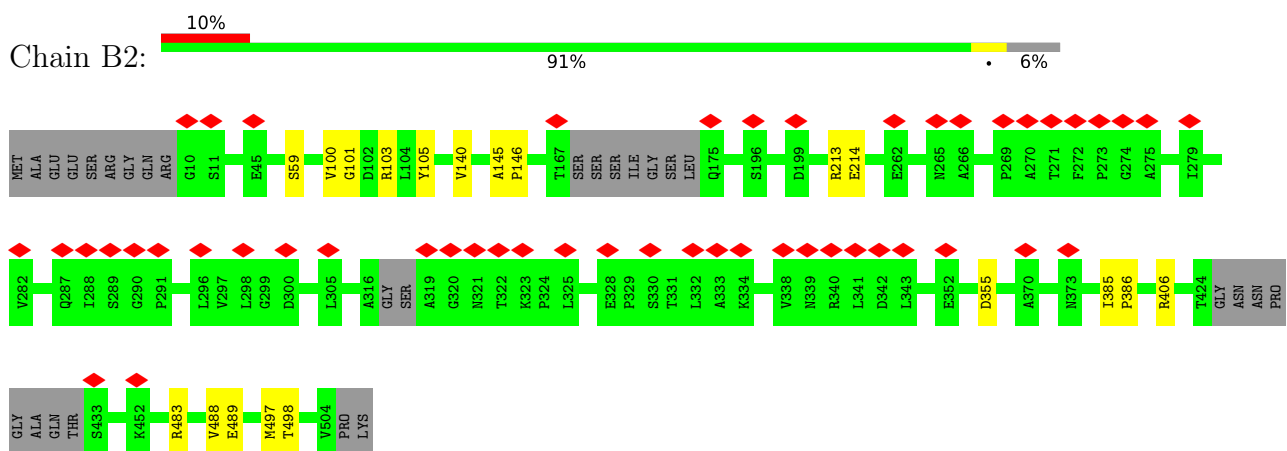 10%
Chain B2:
91%
•
6%
MET ALA GLU GLU SER ARG GLY GLN ARG G10 S11 E45 S59 V100 G101 D102 R103 L104 Y105 V140 A145 P146 T167 SER SER SER ILE GLY SER LEU Q175 S196 D199 R213 E214 E262 N265 A266 P269 A270 T271 F272 P273 G274 A275 I279
V282 Q287 I288 S289 G290 P291 L296 V297 L298 G299 D300 L305 A316 GLY SER A319 G320 N321 T322 K323 P324 L325 E328 P329 S330 T331 L332 A333 K334 V338 N339 R340 L341 D342 L343 E352 D355 A370 N373 I385 P386 R406 T424 GLY ASN ASN PRO
GLY ALA GLN THR S433 K452 R483 V488 E489 M497 T498 V504 PRO LYS